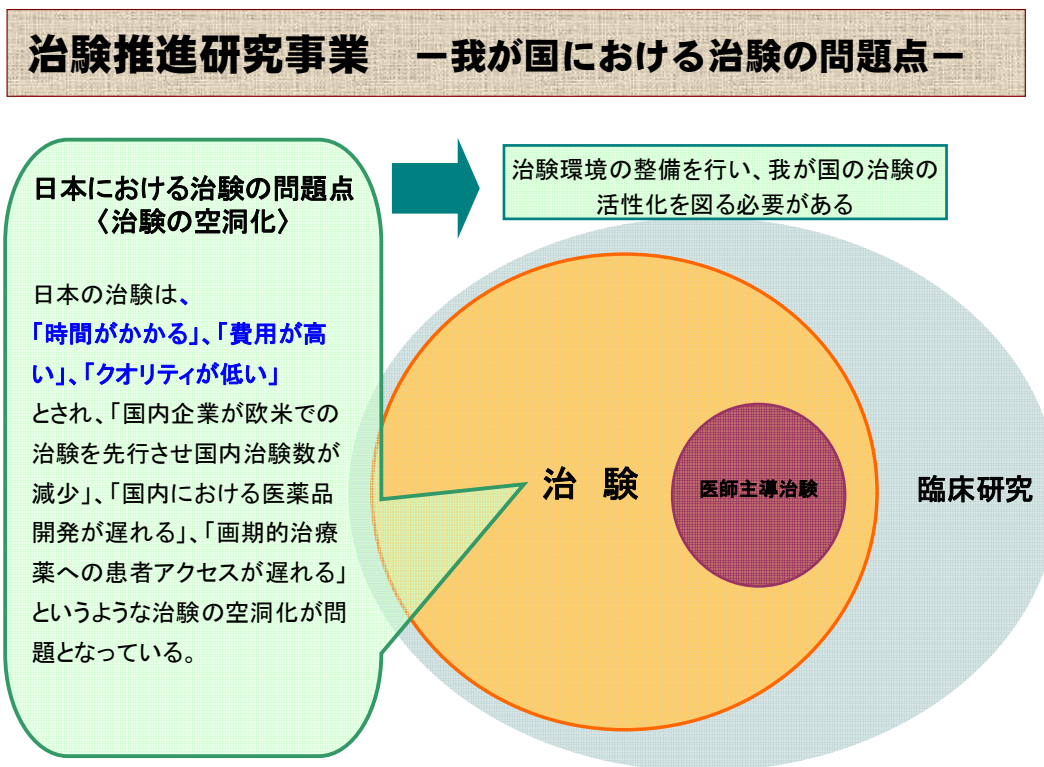 治験推進研究事業　ー我が国における治験の問題点ー
日本における治験の問題点
〈治験の空洞化〉
日本の治験は、
「時間がかかる」、「費用が高
い」、「クオリティが低い」
とされ、「国内企業が欧米での
治験を先行させ国内治験数が
減少」、「国内における医薬品
開発が遅れる」、「画期的治療
薬への患者アクセスが遅れる」
というような治験の空洞化が問
題となっている。
治験環境の整備を行い、我が国の治験の
活性化を図る必要がある
治　験
医師主導治験
臨床研究